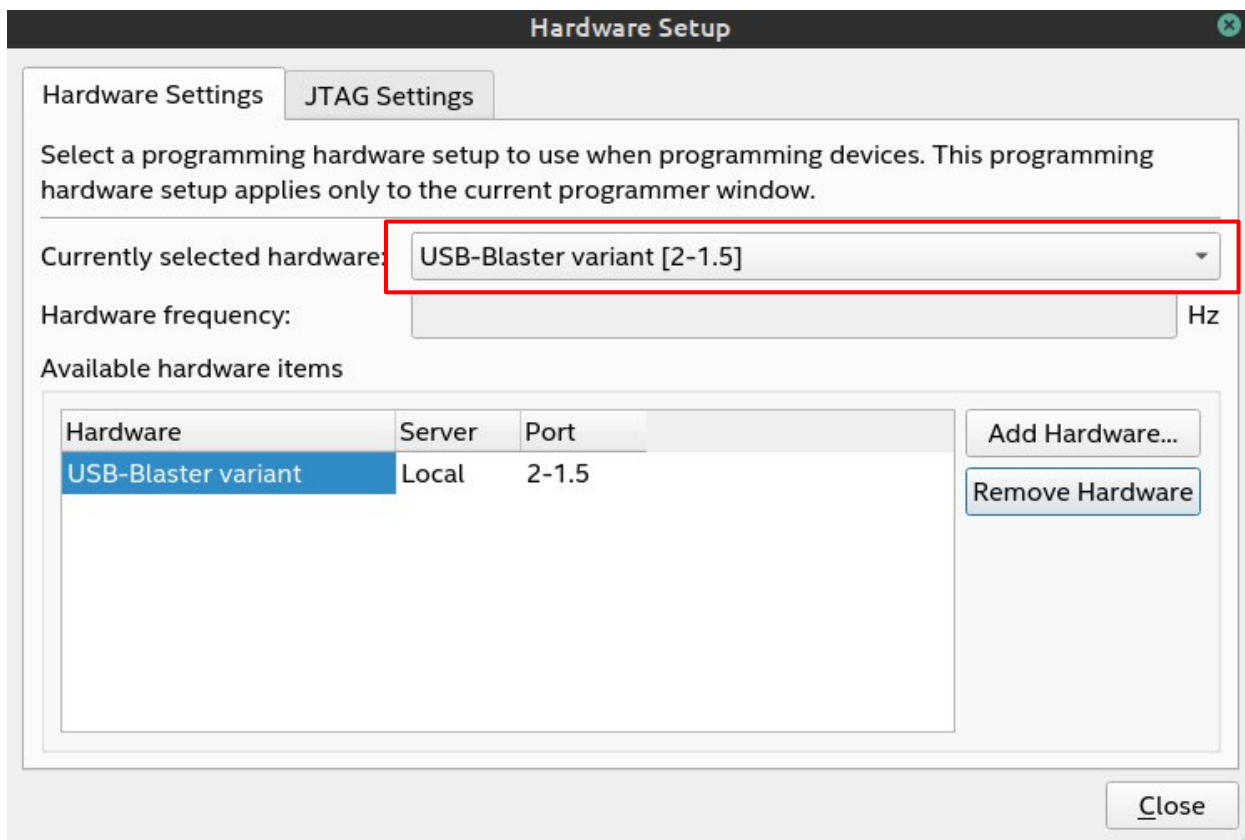 Hardware Setup
Hardware Settings
JTAG Settings
Select a programming hardware setup to use when programming devices. This programming
hardware setup applies only to the current programmer window.
Currently selected hardware: USB-Blaster variant [2-1.5]
Hardware frequency: Hz
Available hardware items
Hardware Server Port
USB-Blaster variant Local 2-1.5
Add Hardware...
Remove Hardware
Close